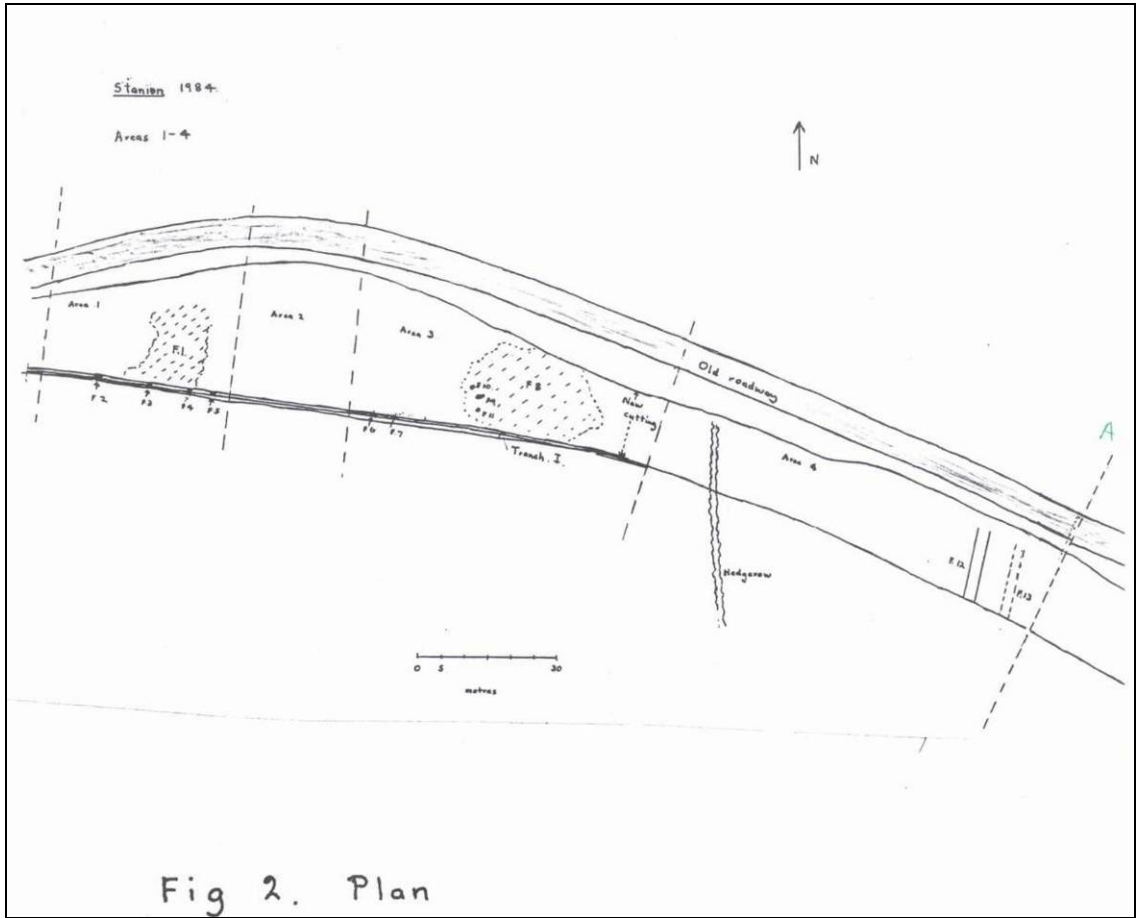 Stanion 1984.
Areas 1-4
N
Area 1
Area 2
Area 3
F.1
F 8
F10
F9
F11
New
cutting
Old roadway
Area 4
A
F2
F3
F4
F5
F6
F7
Trench. I.
Hedgerow
F.12
F.13
0 5 30
metres
Fig 2. Plan